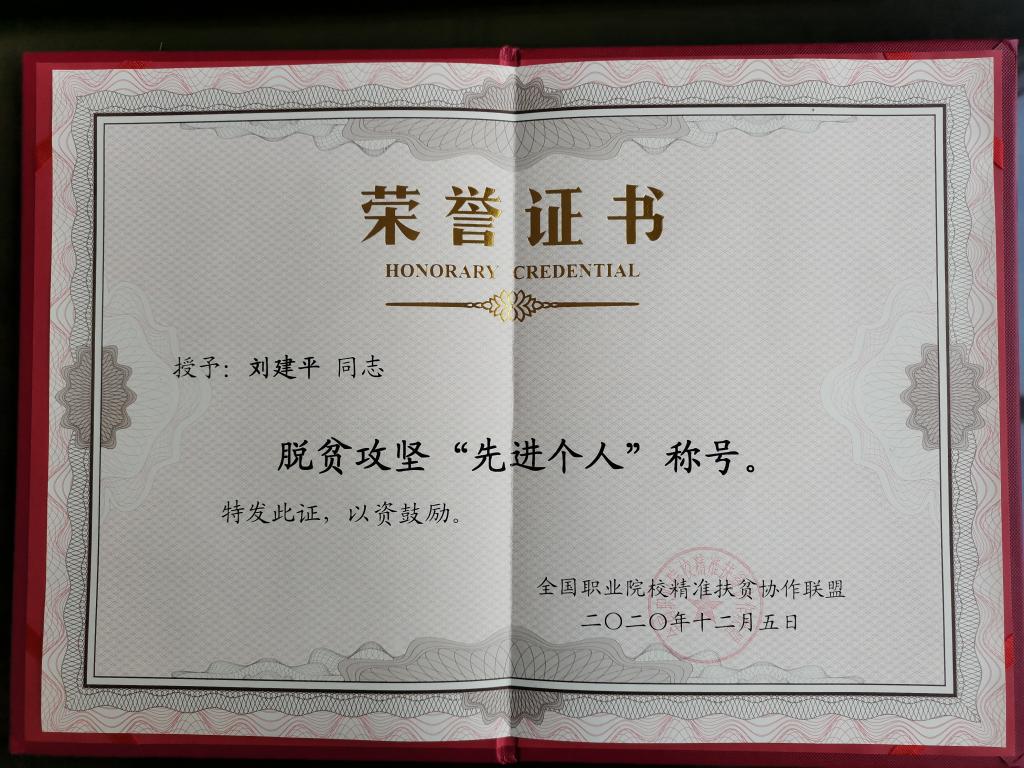 荣誉证书
HONORARY CREDENTIAL
授予：刘建平 同志
脱贫攻坚“先进个人”称号。
特发此证，以资鼓励。
全国职业院校精准扶贫协作联盟
二〇二〇年十二月五日